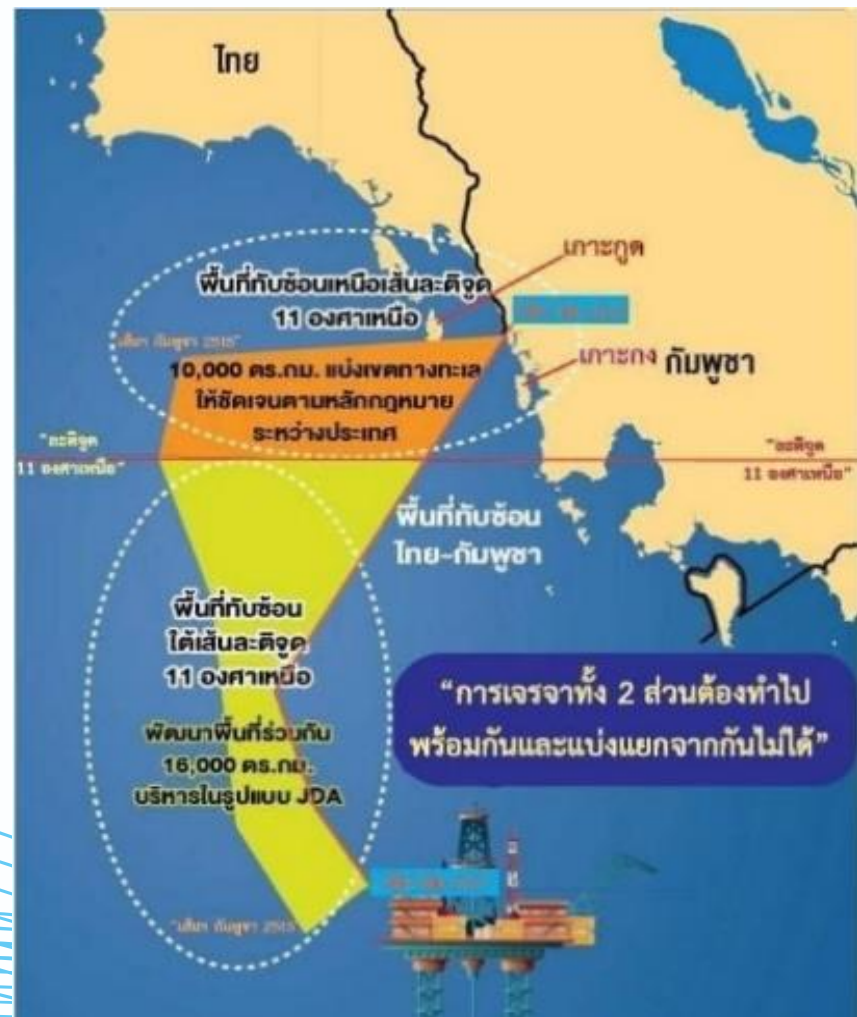 ไทย
เกาะกูด
พื้นที่ทับซ้อนเหนือเส้นละติจูด
11 องศาเหนือ
กัมพูชา 2515"
10,000 ตร.กม. แบ่งเขตทางทะเล
ให้ชัดเจนตามหลักกฎหมาย
ระหว่างประเทศ
เกาะกง กัมพูชา
"ละติจูด
11 องศาเหนือ"
"ละติจูด
11 องศาเหนือ"
พื้นที่ทับซ้อน
ไทย-กัมพูชา
พื้นที่ทับซ้อน
ใต้เส้นละติจูด
11 องศาเหนือ
"การเจรจาทั้ง 2 ส่วนต้องทำไป
พร้อมกันและแบ่งแยกจากกันไม่ได้"
พัฒนาพื้นที่ร่วมกัน
16,000 ตร.กม.
บริหารในรูปแบบ JDA
กัมพูชา 2515"